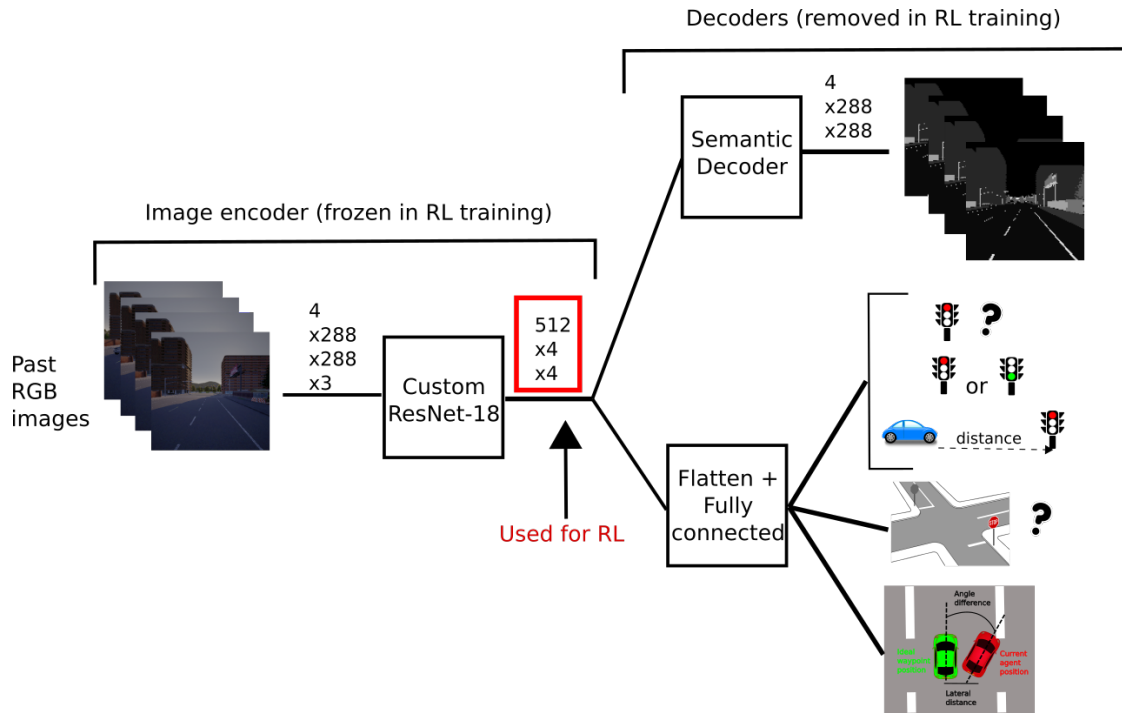 Decoders (removed in RL training)
4
x288
x288
Semantic
Decoder
Image encoder (frozen in RL training)
4
x288
x288
x3
512
x4
x4
Past
RGB
images
Custom
ResNet-18
?
or
distance
Used for RL
Flatten +
Fully
connected
STOP
?
Angle
difference
Current
agent
position
Lateral
distance